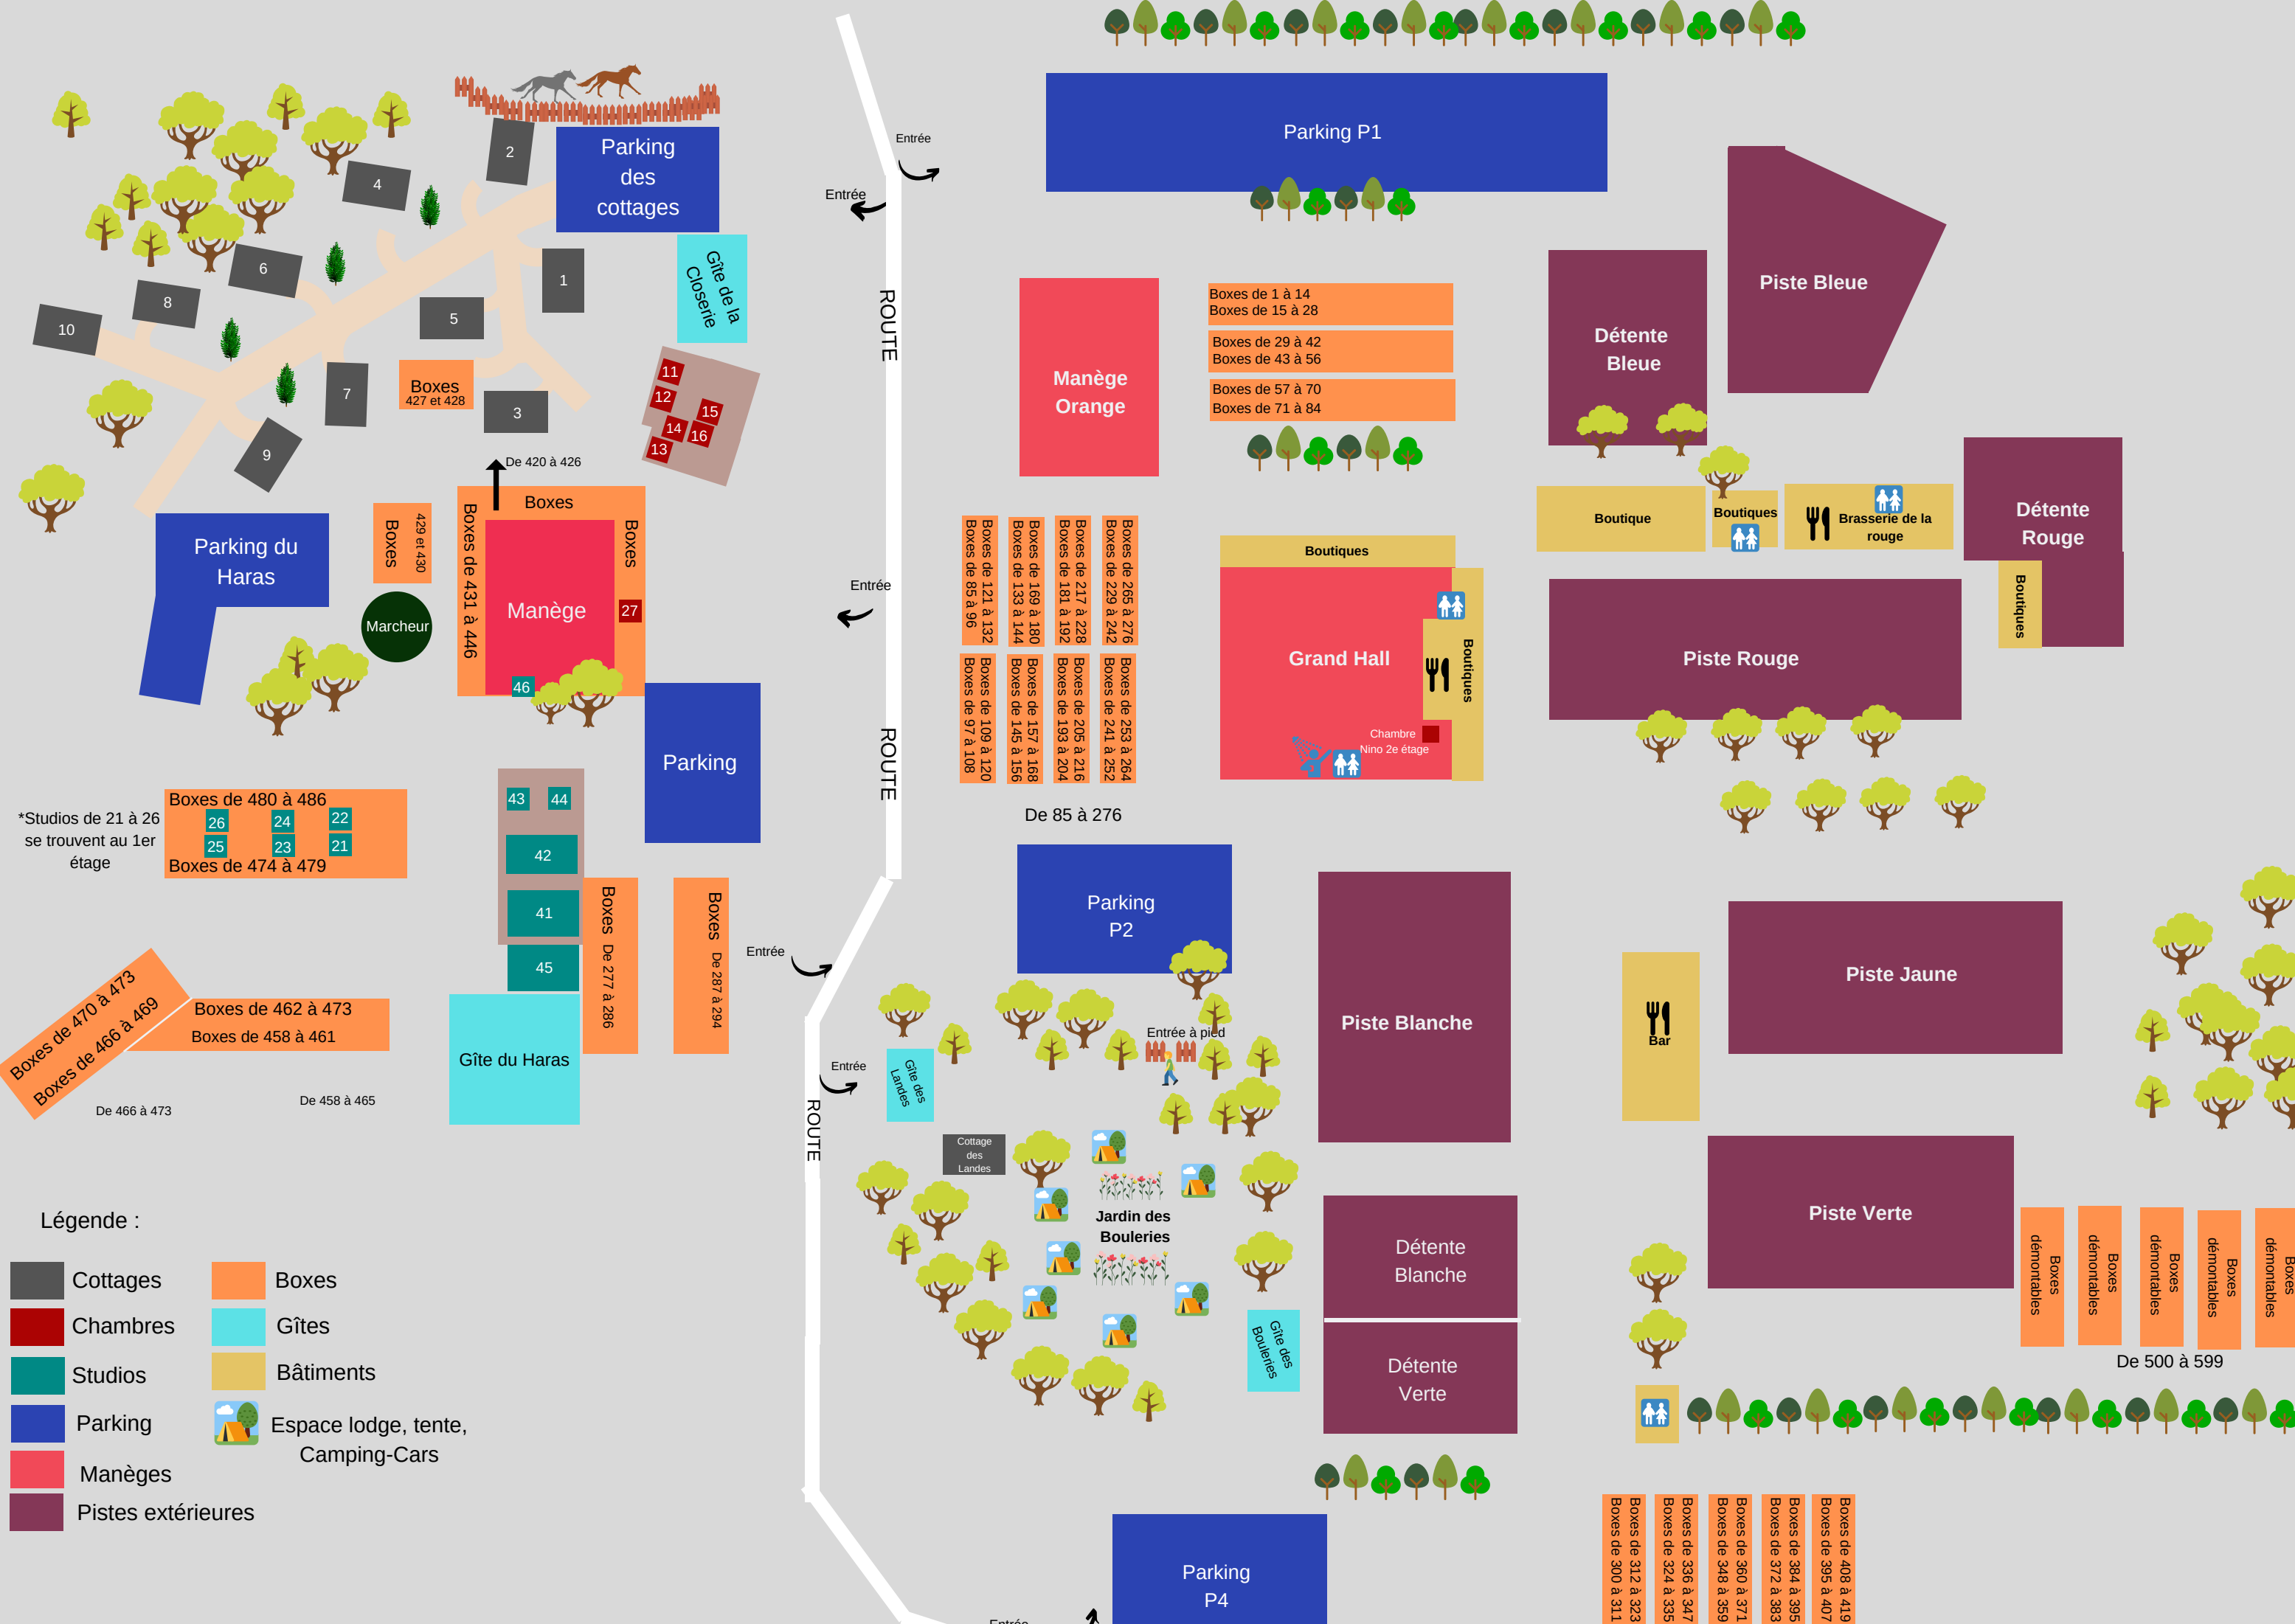 Parking
des
cottages
2
4
1
6
8
5
10
7
3
9
Gîte de la
Closerie
Boxes
427 et 428
11
12
15
14
16
13
De 420 à 426
Boxes
Boxes de 431 à 446
Boxes
Manège
27
46
Boxes
429 et 430
Marcheur
Parking du
Haras
Parking
*Studios de 21 à 26
se trouvent au 1er
étage
Boxes de 480 à 486
26
24
22
25
23
21
Boxes de 474 à 479
43
44
42
41
45
Boxes De 277 à 286
Boxes De 287 à 294
Gîte du Haras
Boxes de 470 à 473
Boxes de 466 à 469
Boxes de 462 à 473
Boxes de 458 à 461
De 466 à 473
De 458 à 465
Légende :
Cottages
Chambres
Studios
Parking
Manèges
Pistes extérieures
Boxes
Gîtes
Bâtiments
Espace lodge, tente,
Camping-Cars
Entrée
Entrée
ROUTE
Entrée
ROUTE
Entrée
Entrée
ROUTE
Parking P1
Manège
Orange
Boxes de 1 à 14
Boxes de 15 à 28
Boxes de 29 à 42
Boxes de 43 à 56
Boxes de 57 à 70
Boxes de 71 à 84
Détente
Bleue
Piste Bleue
Boxes de 121 à 132
Boxes de 85 à 96
Boxes de 169 à 180
Boxes de 133 à 144
Boxes de 217 à 228
Boxes de 181 à 192
Boxes de 265 à 276
Boxes de 229 à 242
Boxes de 109 à 120
Boxes de 97 à 108
Boxes de 157 à 168
Boxes de 145 à 156
Boxes de 205 à 216
Boxes de 193 à 204
Boxes de 253 à 264
Boxes de 241 à 252
De 85 à 276
Boutiques
Grand Hall
Boutiques
Chambre
Nino 2e étage
Boutique
Boutiques
Brasserie de la
rouge
Détente
Rouge
Boutiques
Piste Rouge
Parking
P2
Piste Blanche
Piste Jaune
Bar
Piste Verte
Entrée à pied
Gîte des
Landes
Cottage
des
Landes
Jardin des
Bouleries
Gîte des
Bouleries
Détente
Blanche
Détente
Verte
Boxes
démontables
Boxes
démontables
Boxes
démontables
Boxes
démontables
Boxes
démontables
De 500 à 599
Parking
P4
Entrée
Boxes de 312 à 323
Boxes de 300 à 311
Boxes de 336 à 347
Boxes de 324 à 335
Boxes de 360 à 371
Boxes de 348 à 359
Boxes de 384 à 395
Boxes de 372 à 383
Boxes de 408 à 419
Boxes de 395 à 407